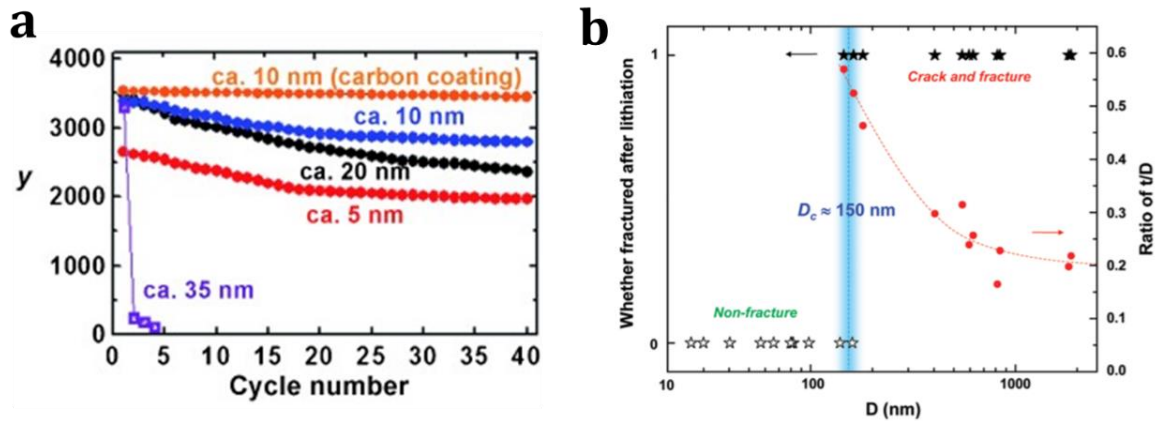 a
4000
3500
3000
2500
2000
1000
0
y
ca. 10 nm (carbon coating)
ca. 10 nm
ca. 20 nm
ca. 5 nm
ca. 35 nm
0 5 10 15 20 25 30 35 40
Cycle number
b
Whether fractured after lithiation
1
0
Crack and fracture
D_c ≈ 150 nm
Non-fracture
0.6
0.5
0.4
0.3
0.2
0.1
0.0
Ratio of t/D
10 100 1000
D (nm)